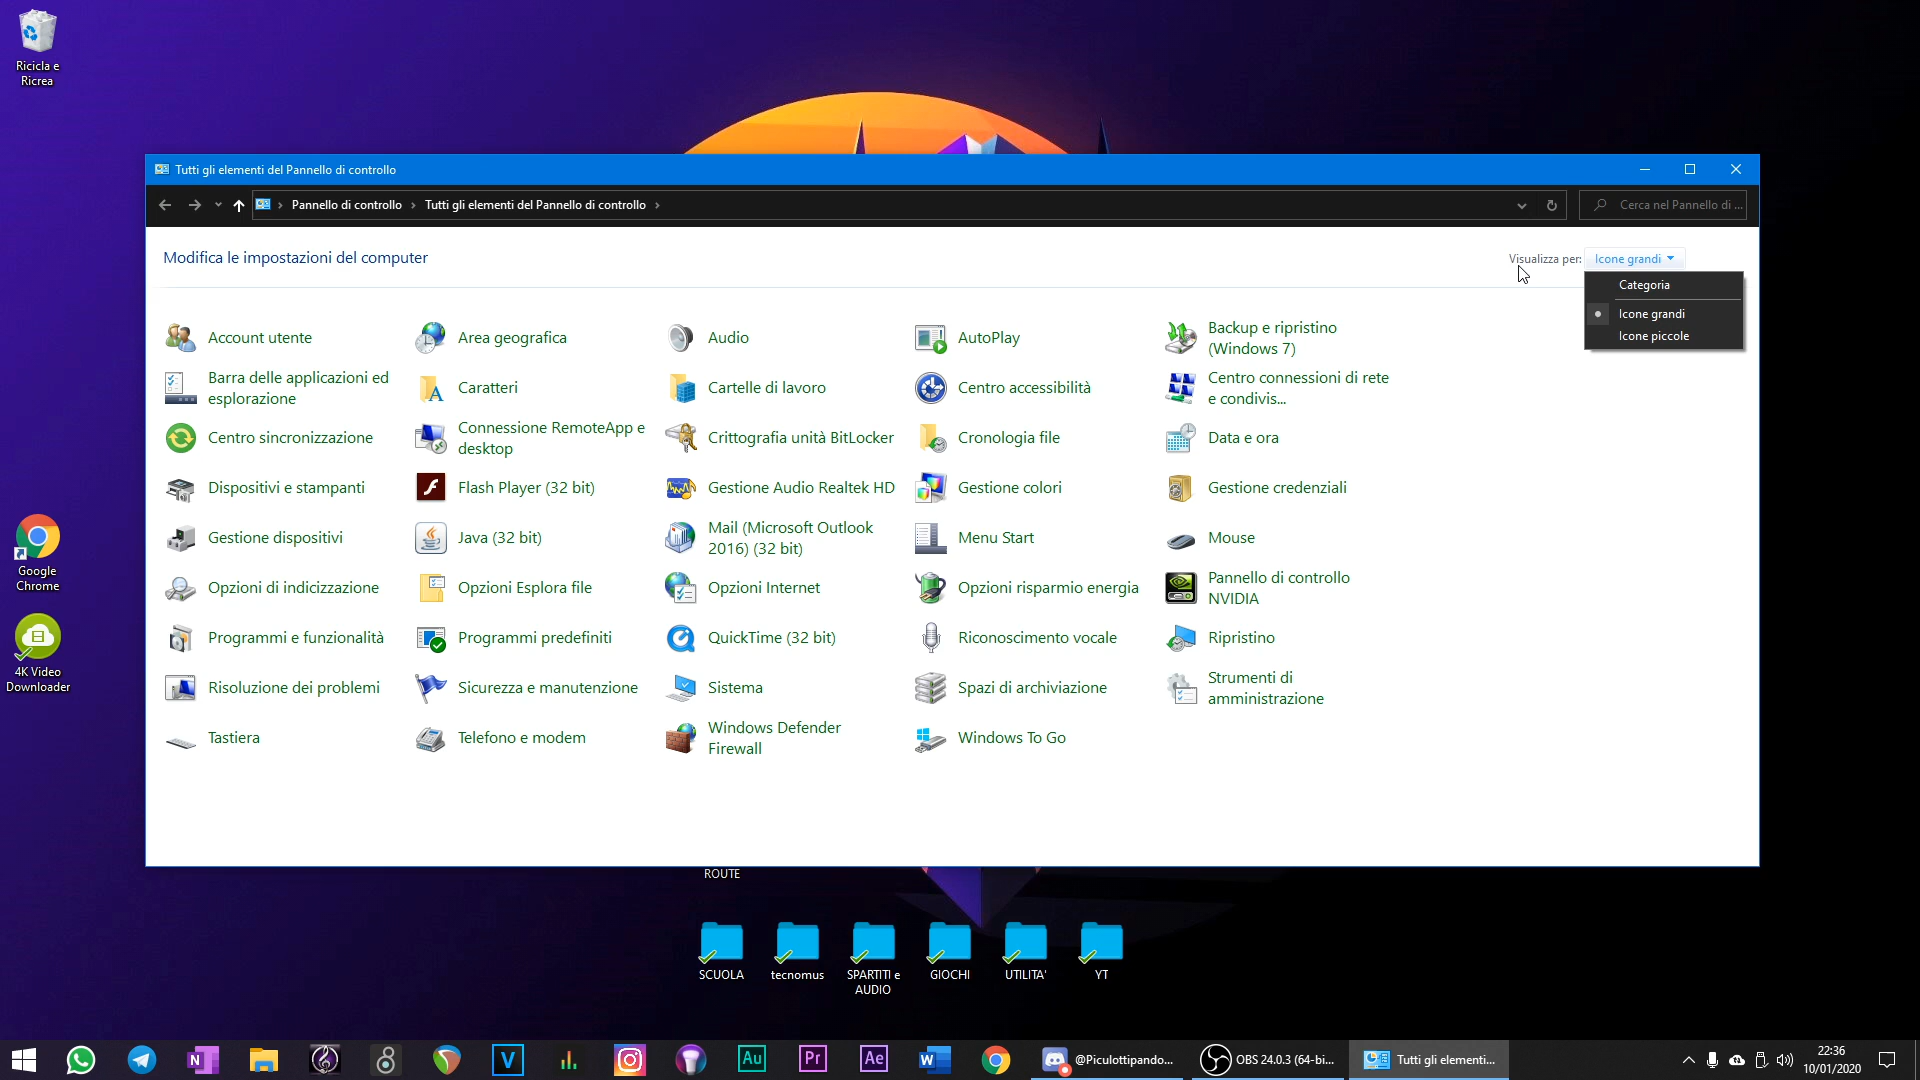 Ricicla e
Ricrea
Tutti gli elementi del Pannello di controllo
Pannello di controllo
Tutti gli elementi del Pannello di controllo
Cerca nel Pannello di ...
Modifica le impostazioni del computer
Visualizza per:
Icone grandi
Categoria
Icone grandi
Icone piccole
Account utente
Area geografica
Audio
AutoPlay
Backup e ripristino
(Windows 7)
Barra delle applicazioni ed
esplorazione
Caratteri
Cartelle di lavoro
Centro accessibilità
Centro connessioni di rete
e condivis...
Centro sincronizzazione
Connessione RemoteApp e
desktop
Crittografia unità BitLocker
Cronologia file
Data e ora
Dispositivi e stampanti
Flash Player (32 bit)
Gestione Audio Realtek HD
Gestione colori
Gestione credenziali
Gestione dispositivi
Java (32 bit)
Mail (Microsoft Outlook
2016) (32 bit)
Menu Start
Mouse
Opzioni di indicizzazione
Opzioni Esplora file
Opzioni Internet
Opzioni risparmio energia
Pannello di controllo
NVIDIA
Programmi e funzionalità
Programmi predefiniti
QuickTime (32 bit)
Riconoscimento vocale
Ripristino
Risoluzione dei problemi
Sicurezza e manutenzione
Sistema
Spazi di archiviazione
Strumenti di
amministrazione
Tastiera
Telefono e modem
Windows Defender
Firewall
Windows To Go
Google
Chrome
4K Video
Downloader
ROUTE
SCUOLA
tecnomus
SPARTITI e
AUDIO
GIOCHI
UTILITA'
YT
N
V
Au
Pr
Ae
W
@Piculottipando...
OBS 24.0.3 (64-bi...
Tutti gli elementi...
22:36
10/01/2020